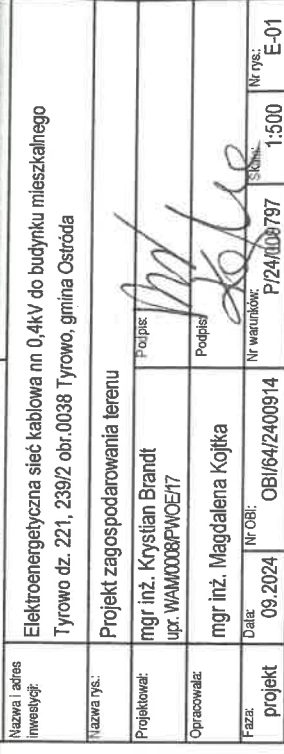 Nazwa i adres
inwestycji:
Elektroenergetyczna sieć kablowa nn 0,4kV do budynku mieszkalnego
Tyrowo dz. 221, 239/2 obr.0038 Tyrowo, gmina Ostróda
Nazwa rys.:
Projekt zagospodarowania terenu
Projektował:
mgr inż. Krystian Brandt
upr. WAM/0008/PWOE/17
Podpis:
Opracowała:
mgr inż. Magdalena Kojtka
Podpis:
Faza:
projekt
Data:
09.2024
Nr OBI:
OBI/64/2400914
Nr warunków:
Skala:
1:500
Nr rys.:
E-01